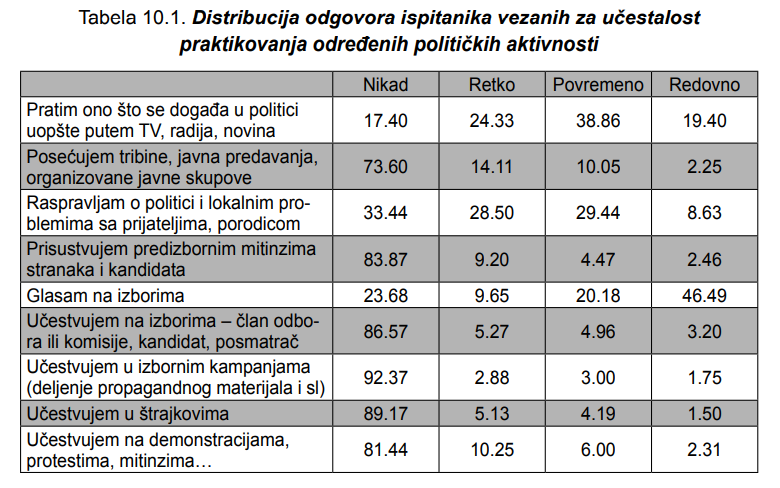 Tabela 10.1. Distribucija odgovora ispitanika vezanih za učestalost
praktikovanja određenih političkih aktivnosti
Nikad Retko Povremeno Redovno
Pratim ono što se događa u politici
uopšte putem TV, radija, novina
17.40 24.33 38.86 19.40
Posećujem tribine, javna predavanja,
organizovane javne skupove
73.60 14.11 10.05 2.25
Raspravljam o politici i lokalnim pro-
blemima sa prijateljima, porodicom
33.44 28.50 29.44 8.63
Prisustvujem predizbornim mitinzima
stranaka i kandidata
83.87 9.20 4.47 2.46
Glasam na izborima 23.68 9.65 20.18 46.49
Učestvujem na izborima – član odbo-
ra ili komisije, kandidat, posmatrač
86.57 5.27 4.96 3.20
Učestvujem u izbornim kampanjama
(deljenje propagandnog materijala i sl)
92.37 2.88 3.00 1.75
Učestvujem u štrajkovima 89.17 5.13 4.19 1.50
Učestvujem na demonstracijama,
protestima, mitinzima…
81.44 10.25 6.00 2.31